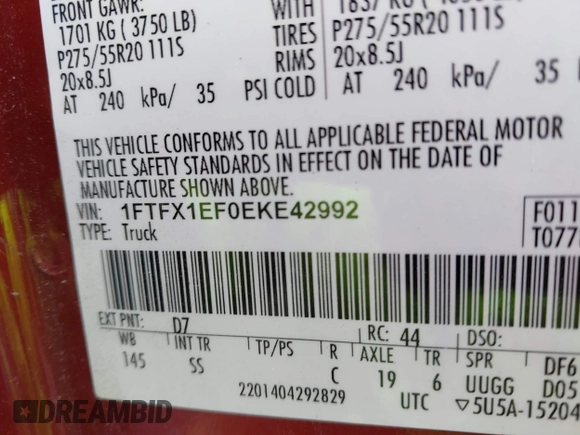 FRONT GAWR:
1701 KG ( 3750 LB) WITH
P275/55R20 111S TIRES P275/55R20 111S
20x8.5J RIMS 20x8.5J
AT 240 kPa/ 35 PSI COLD AT 240 kPa/ 35
THIS VEHICLE CONFORMS TO ALL APPLICABLE FEDERAL MOTOR
VEHICLE SAFETY STANDARDS IN EFFECT ON THE DATE OF
MANUFACTURE SHOWN ABOVE.
VIN: 1FTFX1EF0EKE42992 F011
TYPE: Truck T077
EXT PNT: D7 RC: 44 DSO:
WB INT TR TP/PS R AXLE TR SPR DF6
145 SS C 19 6 UUGG D05
2201404292829 UTC ▽5U5A-15204
DREAMBID